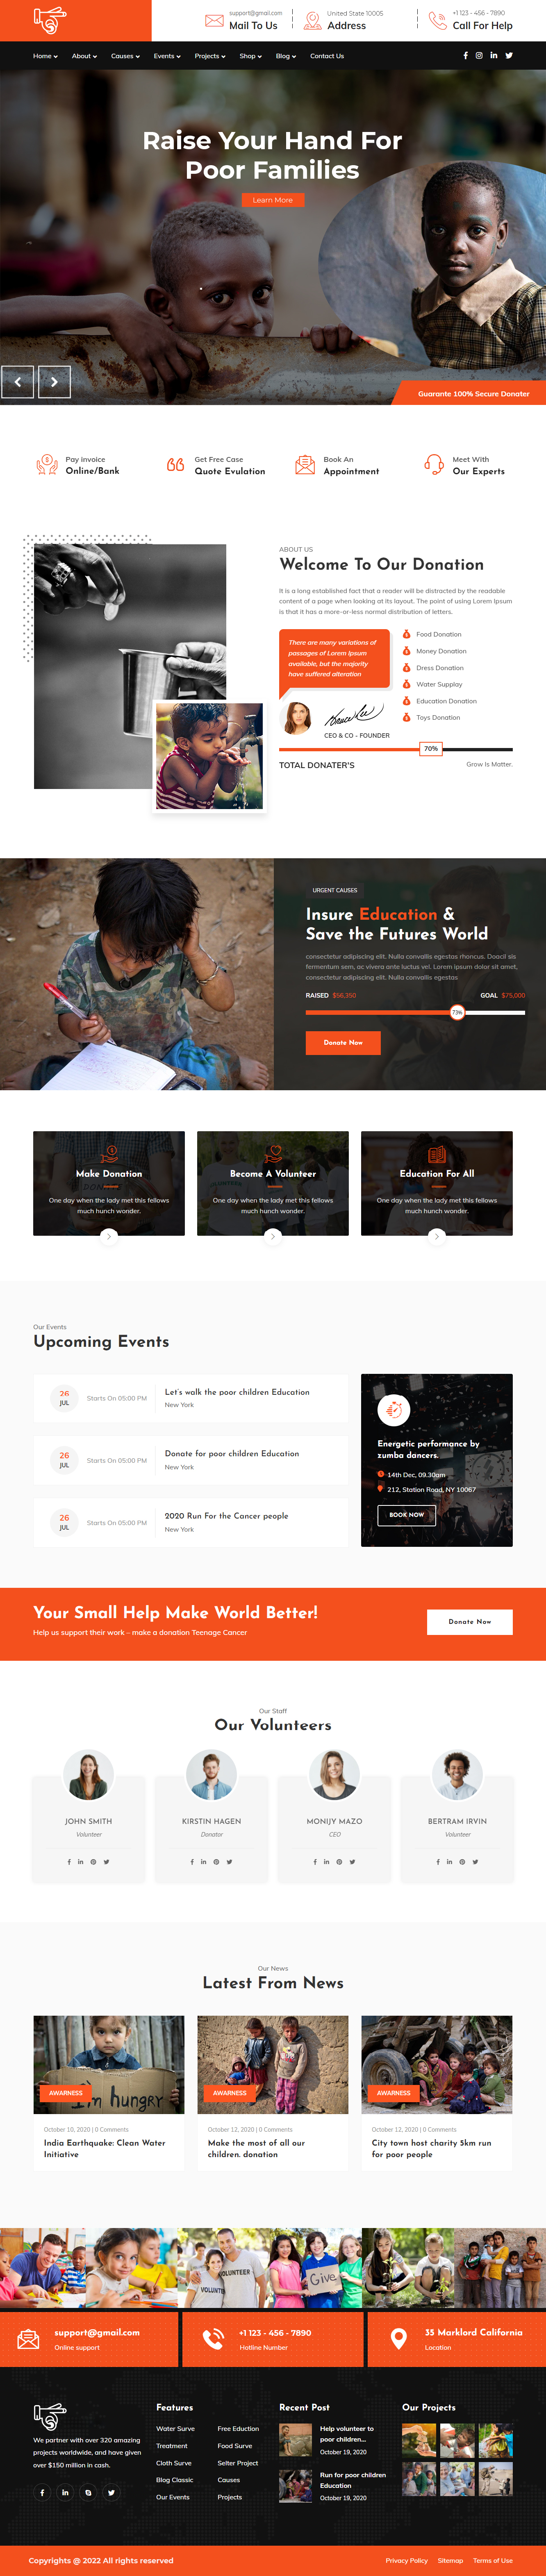 support@gmail.com
Mail To Us
United State 10005
Address
+1 123 - 456 - 7890
Call For Help
Home
About
Causes
Events
Projects
Shop
Blog
Contact Us
Raise Your Hand For
Poor Families
Learn More
Guarante 100% Secure Donater
Pay Invoice
Online/Bank
Get Free Case
Quote Evulation
Book An
Appointment
Meet With
Our Experts
ABOUT US
Welcome To Our Donation
It is a long established fact that a reader will be distracted by the readable
content of a page when looking at its layout. The point of using Lorem Ipsum
is that it has a more-or-less normal distribution of letters.
There are many variations of
passages of Lorem Ipsum
available, but the majority
have suffered alteration
CEO & CO - FOUNDER
Food Donation
Money Donation
Dress Donation
Water Supplay
Education Donation
Toys Donation
70%
TOTAL DONATER'S
Grow Is Matter.
URGENT CAUSES
Insure Education &
Save the Futures World
consectetur adipiscing elit. Nulla convallis egestas rhoncus. Doacil sis
fermentum sem, ac vivera ante luctus vel. Lorem ipsum dolor sit amet,
consectetur adipiscing elit. Nulla convallis egestas
RAISED $56,350
GOAL $75,000
73%
Donate Now
Make Donation
One day when the lady met this fellows
much hunch wonder.
Become A Volunteer
One day when the lady met this fellows
much hunch wonder.
Education For All
One day when the lady met this fellows
much hunch wonder.
Our Events
Upcoming Events
26
JUL
Starts On 05:00 PM
Let's walk the poor children Education
New York
26
JUL
Starts On 05:00 PM
Donate for poor children Education
New York
26
JUL
Starts On 05:00 PM
2020 Run For the Cancer people
New York
Energetic performance by
zumba dancers.
14th Dec, 09.30am
212, Station Road, NY 10067
BOOK NOW
Your Small Help Make World Better!
Help us support their work – make a donation Teenage Cancer
Donate Now
Our Staff
Our Volunteers
JOHN SMITH
Volunteer
KIRSTIN HAGEN
Donator
MONIJY MAZO
CEO
BERTRAM IRVIN
Volunteer
Our News
Latest From News
I'm hungry
AWARNESS
October 10, 2020 | 0 Comments
India Earthquake: Clean Water
Initiative
AWARNESS
October 12, 2020 | 0 Comments
Make the most of all our
children. donation
AWARNESS
October 12, 2020 | 0 Comments
City town host charity 5km run
for poor people
VOLUNTEER
VOLUNT
Give
support@gmail.com
Online support
+1 123 - 456 - 7890
Hotline Number
35 Marklord California
Location
We partner with over 320 amazing
projects worldwide, and have given
over $150 million in cash.
Features
Water Surve
Treatment
Cloth Surve
Blog Classic
Our Events
Free Eduction
Food Surve
Selter Project
Causes
Projects
Recent Post
Help volunteer to
poor children...
October 19, 2020
Run for poor children
Education
October 19, 2020
Our Projects
Copyrights @ 2022 All rights reserved
Privacy Policy
Sitemap
Terms of Use